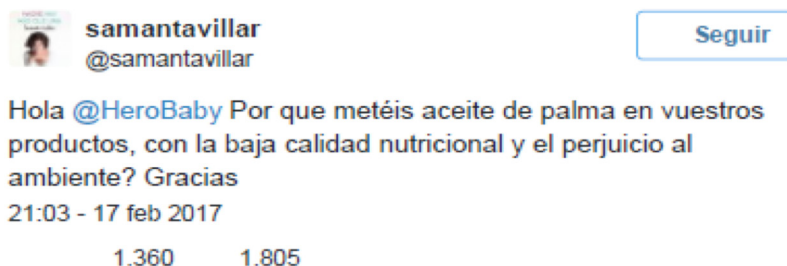 samantavillar
@samantavillar
Seguir
Hola @HeroBaby Por que metéis aceite de palma en vuestros
productos, con la baja calidad nutricional y el perjuicio al
ambiente? Gracias
21:03 - 17 feb 2017
1.360 1.805